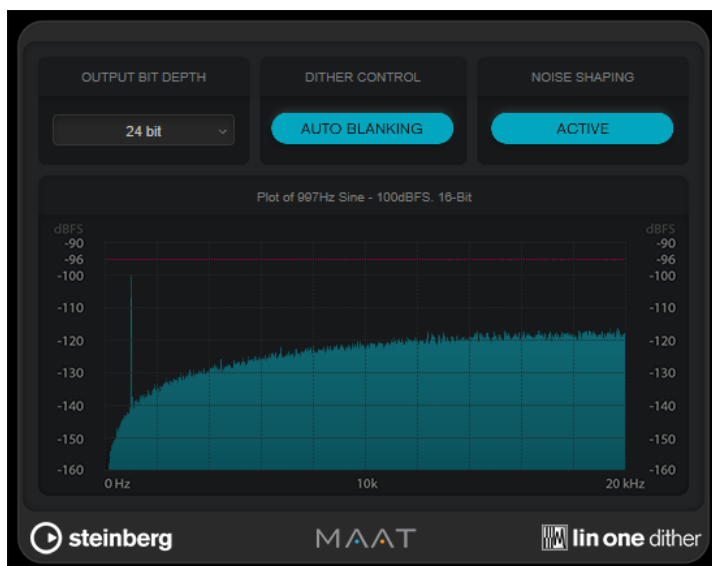 OUTPUT BIT DEPTH
DITHER CONTROL
NOISE SHAPING
24 bit
AUTO BLANKING
ACTIVE
Plot of 997Hz Sine - 100dBFS. 16-Bit
dBFS dBFS
-90 -90
-96 -96
-100 -100
-110 -110
-120 -120
-130 -130
-140 -140
-150 -150
-160 -160
0 Hz 10k 20 kHz
steinberg
MAAT
lin one dither